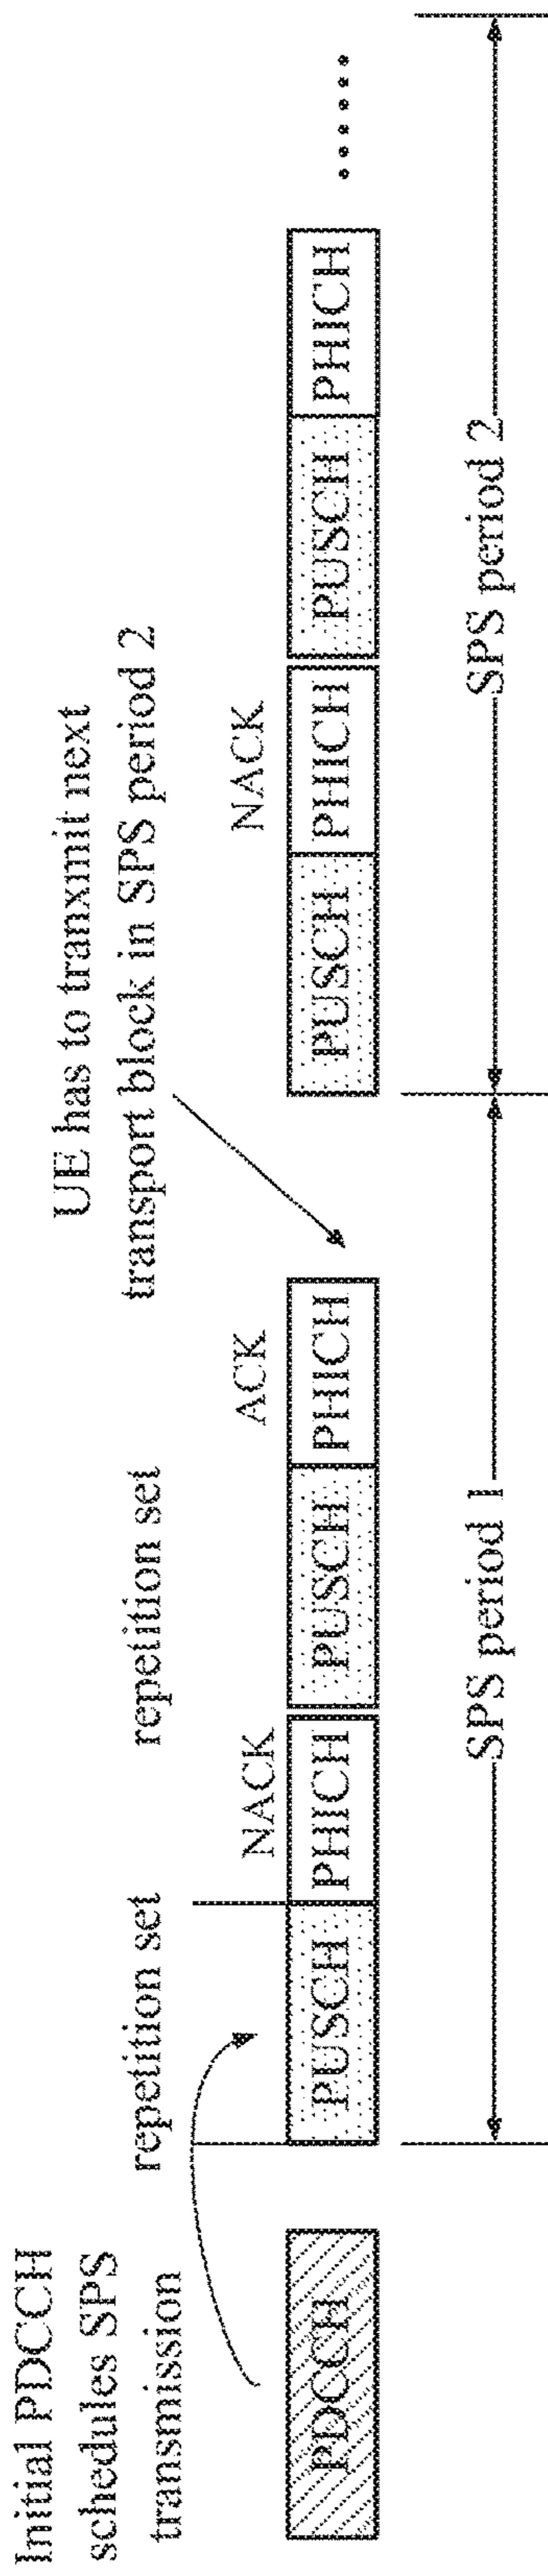 Initial PDCCH
schedules SPS
transmission
repetition set
repetition set
UE has to tranxmit next
transport block in SPS period 2
NACK
ACK
NACK
PDCCH
PUSCH
PHICH
PUSCH
PHICH
PUSCH
PHICH
PUSCH
PHICH
......
SPS period 1
SPS period 2